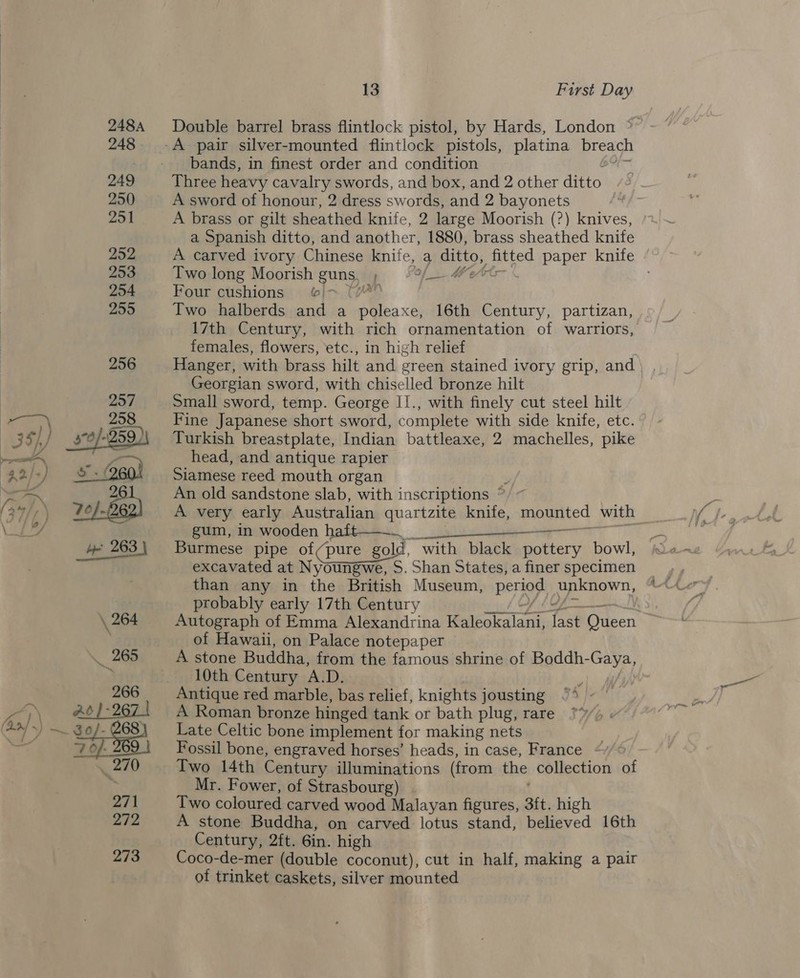 13 First Day
248A Double barrel brass flintlock pistol, by Hards, London
248 A pair silver-mounted flintlock pistols, platina breach
bands, in finest order and condition
249 Three heavy cavalry swords, and box, and 2 other ditto
250 A sword of honour, 2 dress swords, and 2 bayonets
251 A brass or gilt sheathed knife, 2 large Moorish (?) knives,
a Spanish ditto, and another, 1880, brass sheathed knife
252 A carved ivory Chinese knife, a ditto, fitted paper knife
253 Two long Moorish guns,
254 Four cushions
255 Two halberds and a poleaxe, 16th Century, partizan,
17th Century, with rich ornamentation of warriors,
females, flowers, etc., in high relief
256 Hanger, with brass hilt and green stained ivory grip, and
Georgian sword, with chiselled bronze hilt
257 Small sword, temp. George II., with finely cut steel hilt
258 Fine Japanese short sword, complete with side knife, etc.
35/. 50/- 259 Turkish breastplate, Indian battleaxe, 2 machelles, pike
head, and antique rapier
22/- 260 Siamese reed mouth organ
261 An old sandstone slab, with inscriptions
70/- 262 A very early Australian quartzite knife, mounted with
gum, in wooden haft
263 Burmese pipe of pure gold, with black pottery bowl,
excavated at Nyoungwe, S. Shan States, a finer specimen
than any in the British Museum, period unknown,
probably early 17th Century
264 Autograph of Emma Alexandrina Kaleokalani, last Queen
of Hawaii, on Palace notepaper
265 A stone Buddha, from the famous shrine of Boddh-Gaya,
10th Century A.D.
266 Antique red marble, bas relief, knights jousting
20/- 267 A Roman bronze hinged tank or bath plug, rare
30/- 268 Late Celtic bone implement for making nets
70/- 269 Fossil bone, engraved horses' heads, in case, France
270 Two 14th Century illuminations (from the collection of
Mr. Fower, of Strasbourg)
271 Two coloured carved wood Malayan figures, 3ft. high
272 A stone Buddha, on carved lotus stand, believed 16th
Century, 2ft. 6in. high
273 Coco-de-mer (double coconut), cut in half, making a pair
of trinket caskets, silver mounted